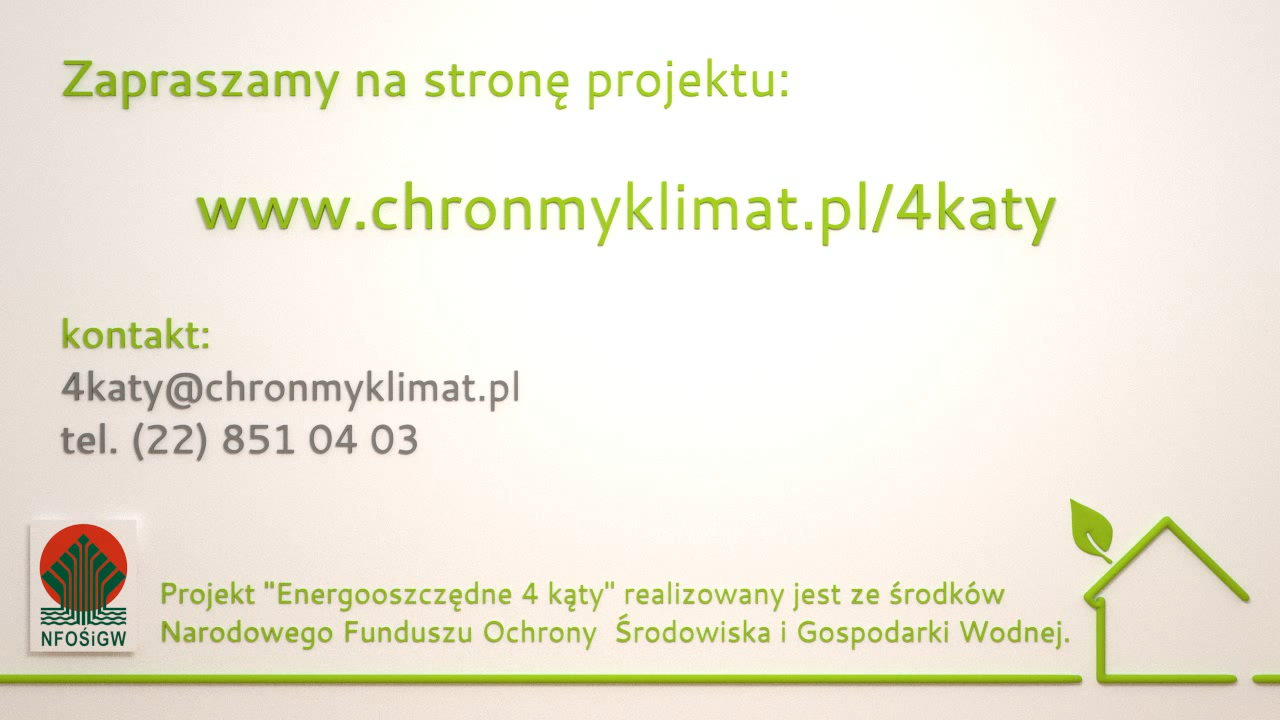 Zapraszamy na stronę projektu:
www.chronmyklimat.pl/4katy
kontakt:
4katy@chronmyklimat.pl
tel. (22) 851 04 03
Projekt "Energooszczędne 4 kąty" realizowany jest ze środków
Narodowego Funduszu Ochrony Środowiska i Gospodarki Wodnej.
NFOŚiGW